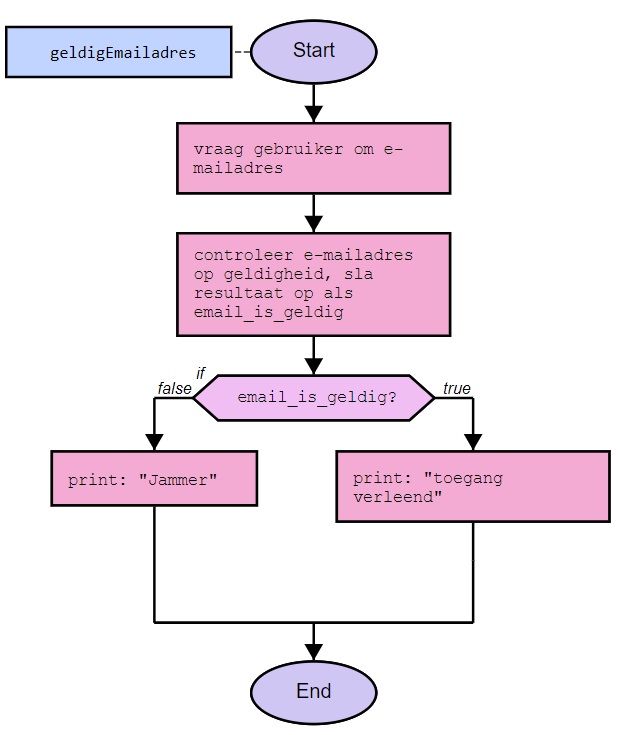 geldigEmailadres
Start
vraag gebruiker om e-
mailadres
controleer e-mailadres
op geldigheid, sla
resultaat op als
email_is_geldig
if
false
email_is_geldig?
true
print: "Jammer"
print: "toegang
verleend"
End